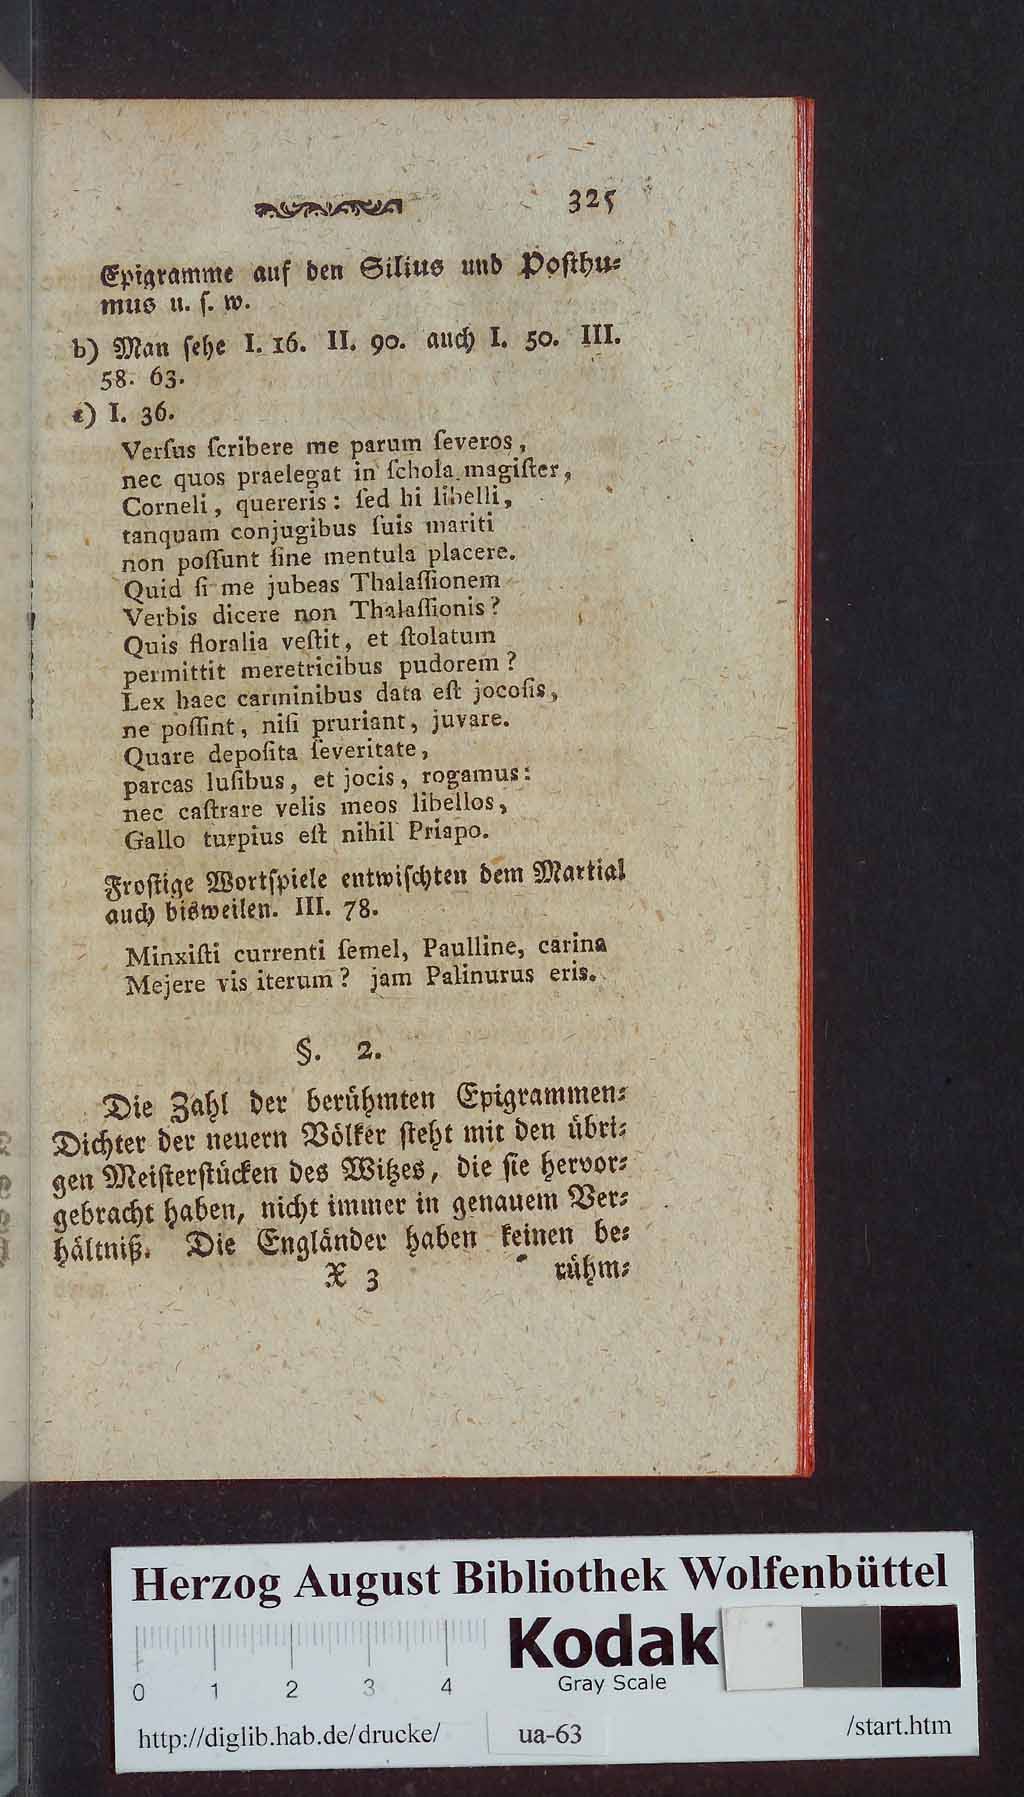 325
Epigramme auf den Silius und Posthu⸗
mus u. ſ. w.
b) Man ſehe I. 16. II. 90. auch I. 50. III.
58. 63.
c) I. 36.
Verſus ſcribere me parum ſeveros,
nec quos praelegat in ſchola magiſter,
Corneli, quereris: ſed hi libelli,
tanquam conjugibus ſuis mariti
non poſſunt ſine mentula placere.
Quid ſi me jubeas Thalaſſionem
Verbis dicere non Thalaſſionis?
Quis floralia veſtit, et ſtolatum
permittit meretricibus pudorem?
Lex haec carminibus data eſt jocoſis,
ne poſſint, niſi pruriant, juvare.
Quare depoſita ſeveritate,
parcas luſibus, et jocis, rogamus:
nec caſtrare velis meos libellos,
Gallo turpius eſt nihil Priapo.
Froſtige Wortſpiele entwiſchten dem Martial
auch bisweilen. III. 78.
Minxiſti currenti ſemel, Paulline, carina
Mejere vis iterum? jam Palinurus eris.
§. 2.
Die Zahl der berühmten Epigrammen⸗
Dichter der neuern Völker ſteht mit den übri⸗
gen Meiſterſtücken des Witzes, die ſie hervor⸗
gebracht haben, nicht immer in genauem Ver⸗
hältniß. Die Engländer haben keinen be⸗
X 3 rühm⸗
Herzog August Bibliothek Wolfenbüttel
Kodak
Gray Scale
0 1 2 3 4
http://diglib.hab.de/drucke/ ua-63 /start.htm